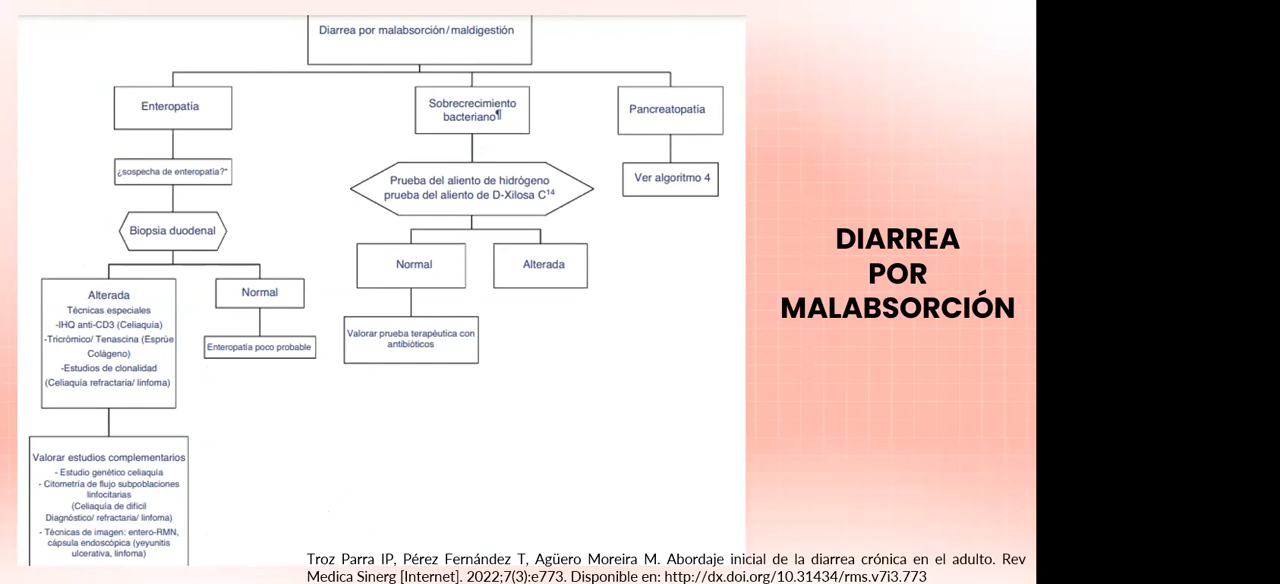 Diarrea por malabsorción/maldigestión
Enteropatía
¿sospecha de enteropatía?*
Biopsia duodenal
Alterada
Técnicas especiales
-IHQ anti-CD3 (Celiaquía)
-Tricrómico/ Tenascina (Esprúe
Colágeno)
-Estudios de clonalidad
(Celiaquía refractaria/ linfoma)
Normal
Enteropatía poco probable
Valorar estudios complementarios
- Estudio genético celiaquía
- Citometría de flujo subpoblaciones
linfocitarias
(Celiaquía de difícil
Diagnóstico/ refractaria/ linfoma)
- Técnicas de imagen: entero-RMN,
cápsula endoscópica (yeyunitis
ulcerativa, linfoma)
Sobrecrecimiento
bacteriano¶
Prueba del aliento de hidrógeno
prueba del aliento de D-Xilosa C¹⁴
Normal
Alterada
Valorar prueba terapéutica con
antibióticos
Pancreatopatía
Ver algoritmo 4
DIARREA
POR
MALABSORCIÓN
Troz Parra IP, Pérez Fernández T, Agüero Moreira M. Abordaje inicial de la diarrea crónica en el adulto. Rev
Medica Sinerg [Internet]. 2022;7(3):e773. Disponible en: http://dx.doi.org/10.31434/rms.v7i3.773